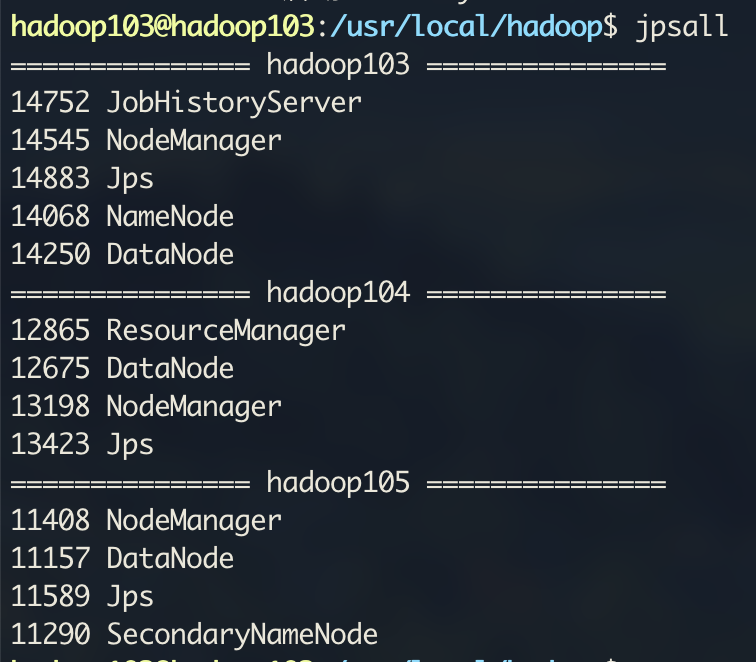 hadoop103@hadoop103:/usr/local/hadoop$ jpsall
=============== hadoop103 ===============
14752 JobHistoryServer
14545 NodeManager
14883 Jps
14068 NameNode
14250 DataNode
=============== hadoop104 ===============
12865 ResourceManager
12675 DataNode
13198 NodeManager
13423 Jps
=============== hadoop105 ===============
11408 NodeManager
11157 DataNode
11589 Jps
11290 SecondaryNameNode